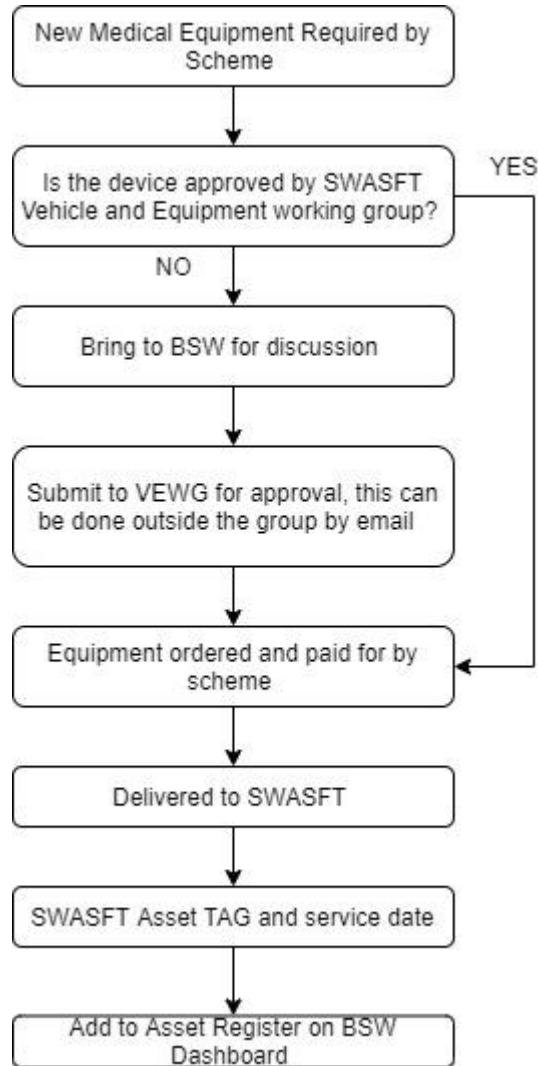 New Medical Equipment Required by
Scheme
Is the device approved by SWASFT
Vehicle and Equipment working group?
YES
NO
Bring to BSW for discussion
Submit to VEWG for approval, this can
be done outside the group by email
Equipment ordered and paid for by
scheme
Delivered to SWASFT
SWASFT Asset TAG and service date
Add to Asset Register on BSW
Dashboard